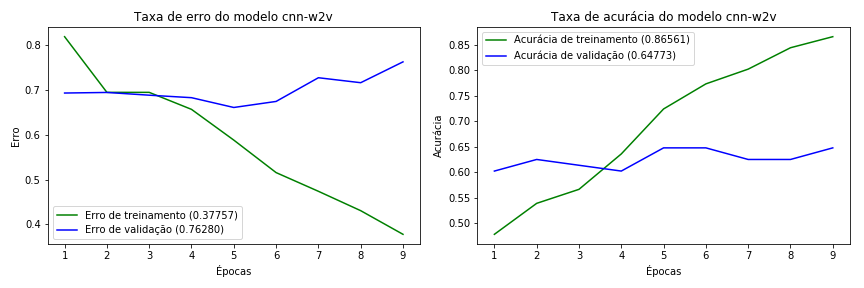 Taxa de erro do modelo cnn-w2v
0.8
0.7
0.6
0.5
0.4
Erro
Erro de treinamento (0.37757)
Erro de validação (0.76280)
1 2 3 4 5 6 7 8 9
Épocas
Taxa de acurácia do modelo cnn-w2v
Acurácia de treinamento (0.86561)
Acurácia de validação (0.64773)
0.85
0.80
0.75
0.70
0.65
0.60
0.55
0.50
Acurácia
1 2 3 4 5 6 7 8 9
Épocas